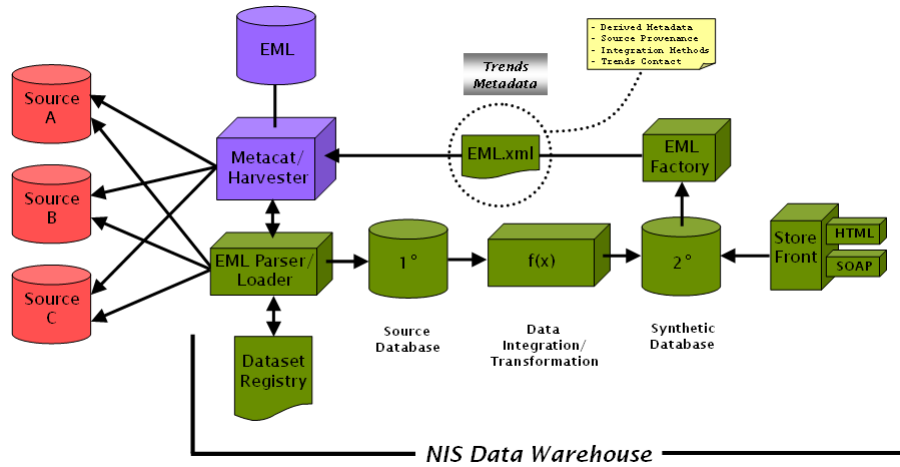 EML
- Derived Metadata
- Source Provenance
- Integration Methods
- Trends Contact
Trends
Metadata
Source
A
Metacat/
Harvester
EML.xml
EML
Factory
Source
B
Source
C
EML Parser/
Loader
1°
f(x)
2°
Store
Front
HTML
SOAP
Source
Database
Data
Integration/
Transformation
Synthetic
Database
Dataset
Registry
NIS Data Warehouse